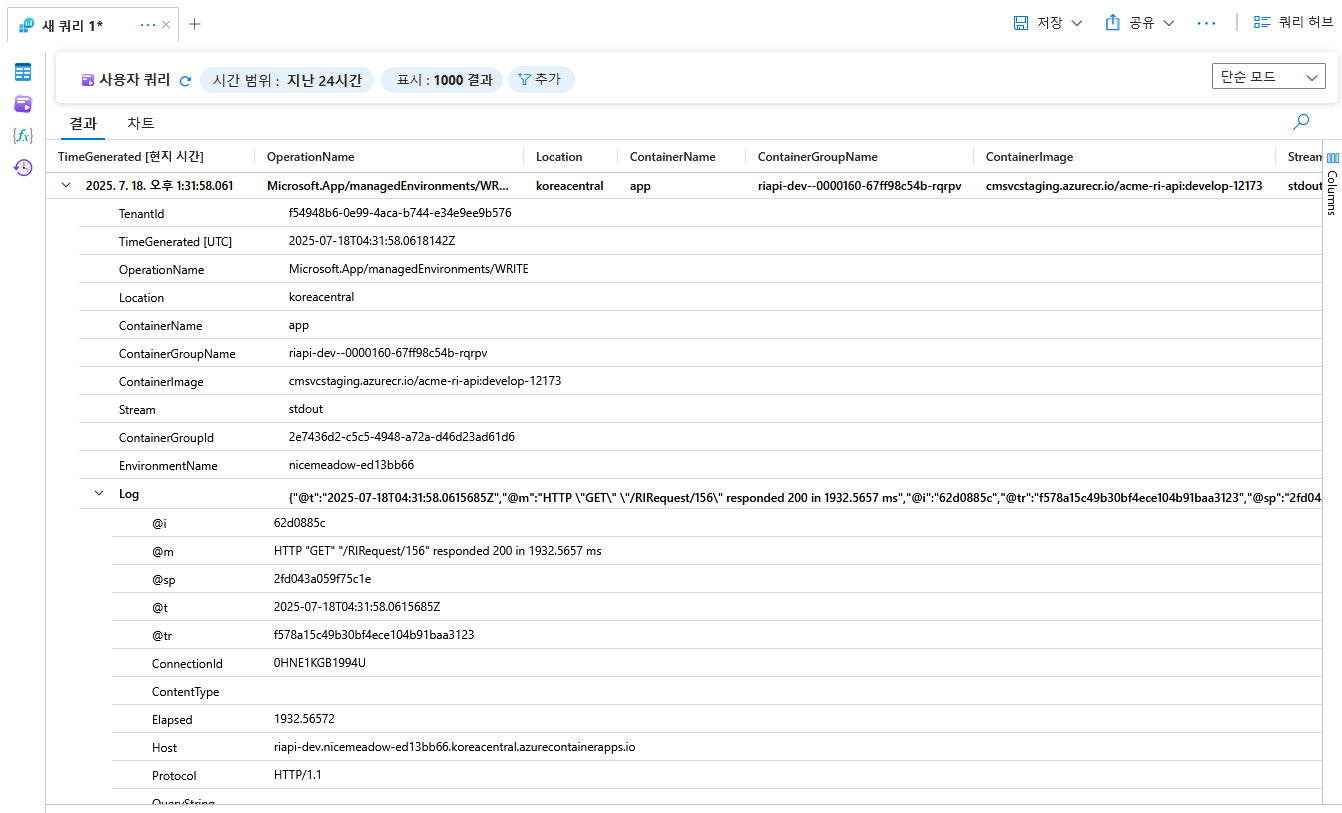 새 쿼리 1* ··· × +
저장 공유 ··· 쿼리 허브
사용자 쿼리 시간 범위 : 지난 24시간 표시 : 1000 결과 추가 단순 모드
결과 차트
TimeGenerated [현지 시간] OperationName Location ContainerName ContainerGroupName ContainerImage Stream
2025. 7. 18. 오후 1:31:58.061 Microsoft.App/managedEnvironments/WR... koreacentral app riapi-dev--0000160-67ff98c54b-rqrpv cmsvcstaging.azurecr.io/acme-ri-api:develop-12173 stdout
Columns
TenantId f54948b6-0e99-4aca-b744-e34e9ee9b576
TimeGenerated [UTC] 2025-07-18T04:31:58.0618142Z
OperationName Microsoft.App/managedEnvironments/WRITE
Location koreacentral
ContainerName app
ContainerGroupName riapi-dev--0000160-67ff98c54b-rqrpv
ContainerImage cmsvcstaging.azurecr.io/acme-ri-api:develop-12173
Stream stdout
ContainerGroupId 2e7436d2-c5c5-4948-a72a-d46d23ad61d6
EnvironmentName nicemeadow-ed13bb66
Log {"@t":"2025-07-18T04:31:58.0615685Z","@m":"HTTP \"GET\" \"/RIRequest/156\" responded 200 in 1932.5657 ms","@i":"62d0885c","@tr":"f578a15c49b30bf4ece104b91baa3123","@sp":"2fd04
@i 62d0885c
@m HTTP "GET" "/RIRequest/156" responded 200 in 1932.5657 ms
@sp 2fd043a059f75c1e
@t 2025-07-18T04:31:58.0615685Z
@tr f578a15c49b30bf4ece104b91baa3123
ConnectionId 0HNE1KGB1994U
ContentType
Elapsed 1932.56572
Host riapi-dev.nicemeadow-ed13bb66.koreacentral.azurecontainerapps.io
Protocol HTTP/1.1
QueryString